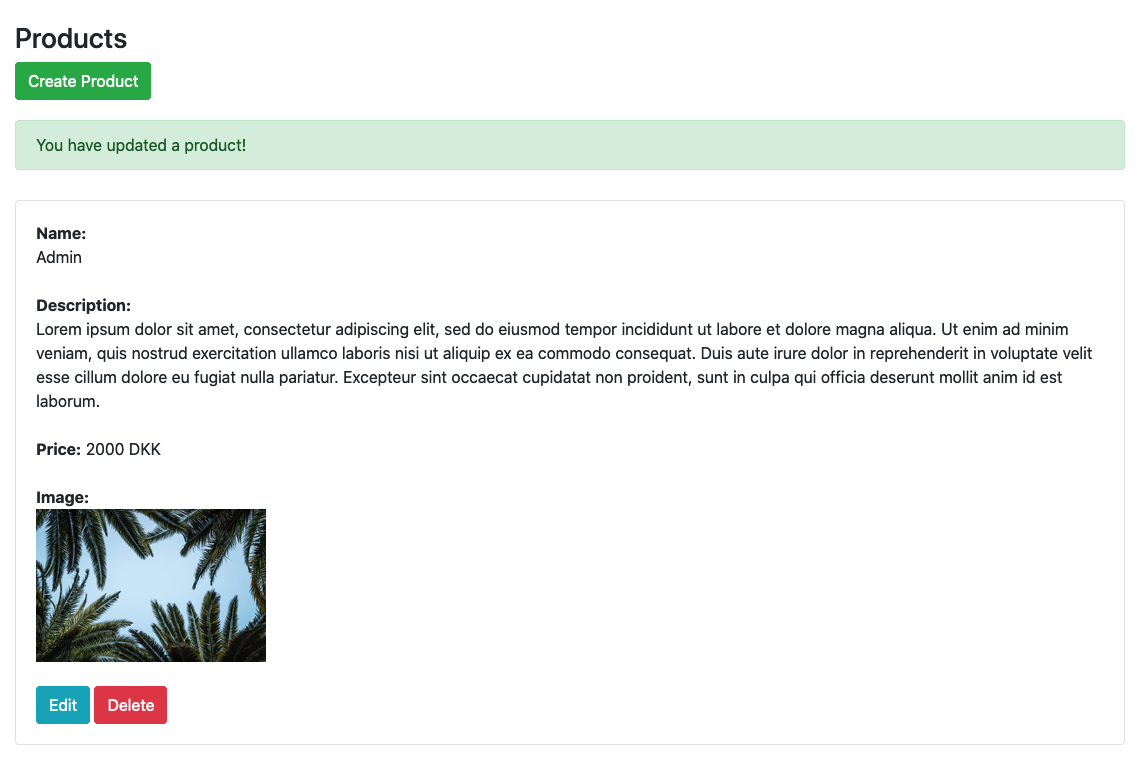 Products
Create Product
You have updated a product!
Name:
Admin
Description:
Lorem ipsum dolor sit amet, consectetur adipiscing elit, sed do eiusmod tempor incididunt ut labore et dolore magna aliqua. Ut enim ad minim
veniam, quis nostrud exercitation ullamco laboris nisi ut aliquip ex ea commodo consequat. Duis aute irure dolor in reprehenderit in voluptate velit
esse cillum dolore eu fugiat nulla pariatur. Excepteur sint occaecat cupidatat non proident, sunt in culpa qui officia deserunt mollit anim id est
laborum.
Price: 2000 DKK
Image:
Edit Delete